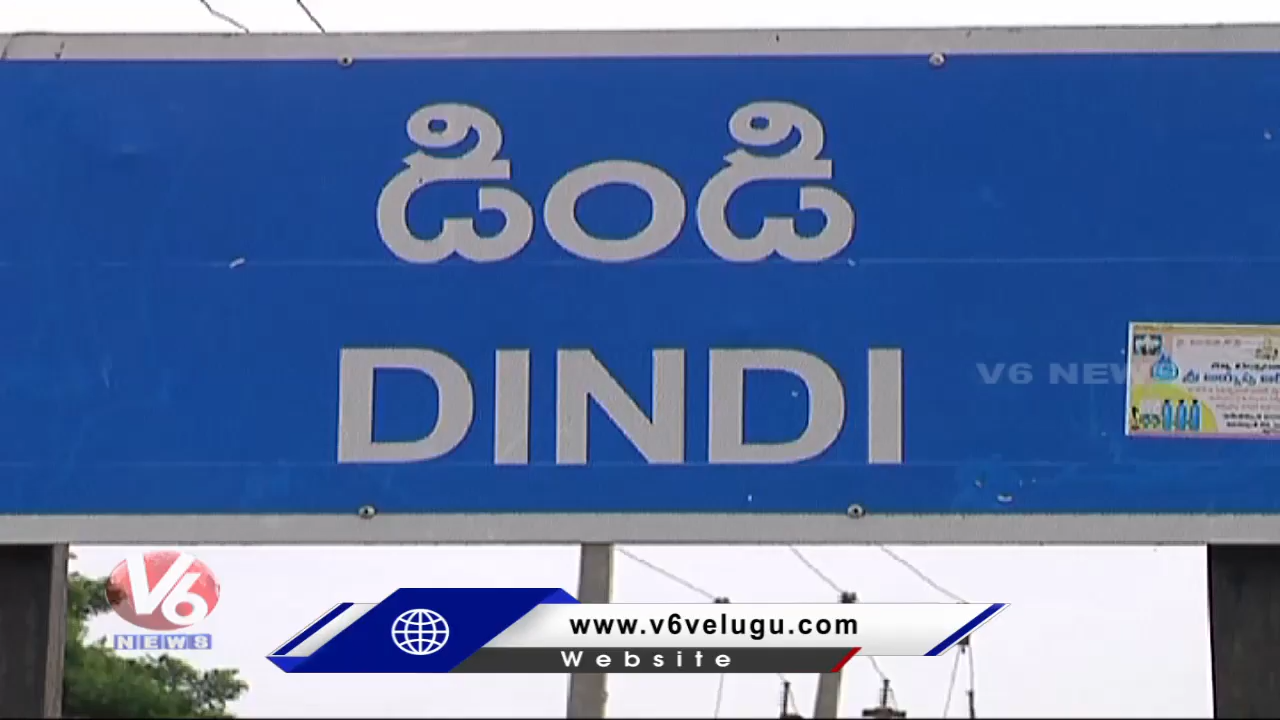 డిండి
DINDI
V6 NEW
V6
NEWS
www.v6velugu.com
Website